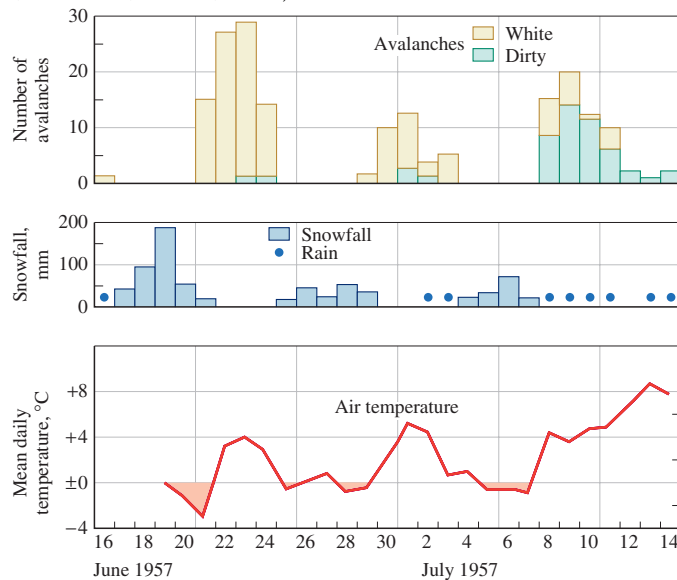 30
White
Avalanches
Dirty
20
10
0
Number of
avalanches
200
Snowfall
Rain
100
0
Snowfall,
mm
+8
Air temperature
+4
±0
−4
Mean daily
temperature, °C
16 18 20 22 24 26 28 30 2 4 6 8 10 12 14
June 1957 July 1957